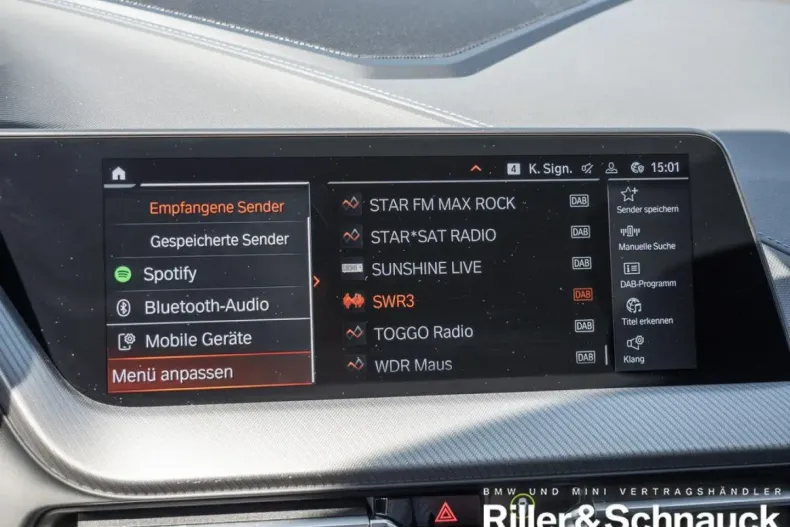 4 K. Sign. 15:01
Empfangene Sender
Gespeicherte Sender
Spotify
Bluetooth-Audio
Mobile Geräte
Menü anpassen
STAR FM MAX ROCK DAB
STAR*SAT RADIO DAB
SUNSHINE LIVE DAB
SWR3 DAB
TOGGO Radio DAB
WDR Maus DAB
Sender speichern
Manuelle Suche
DAB-Programm
Titel erkennen
Klang
BMW UND MINI VERTRAGSHÄNDLER
Riller&Schnauck